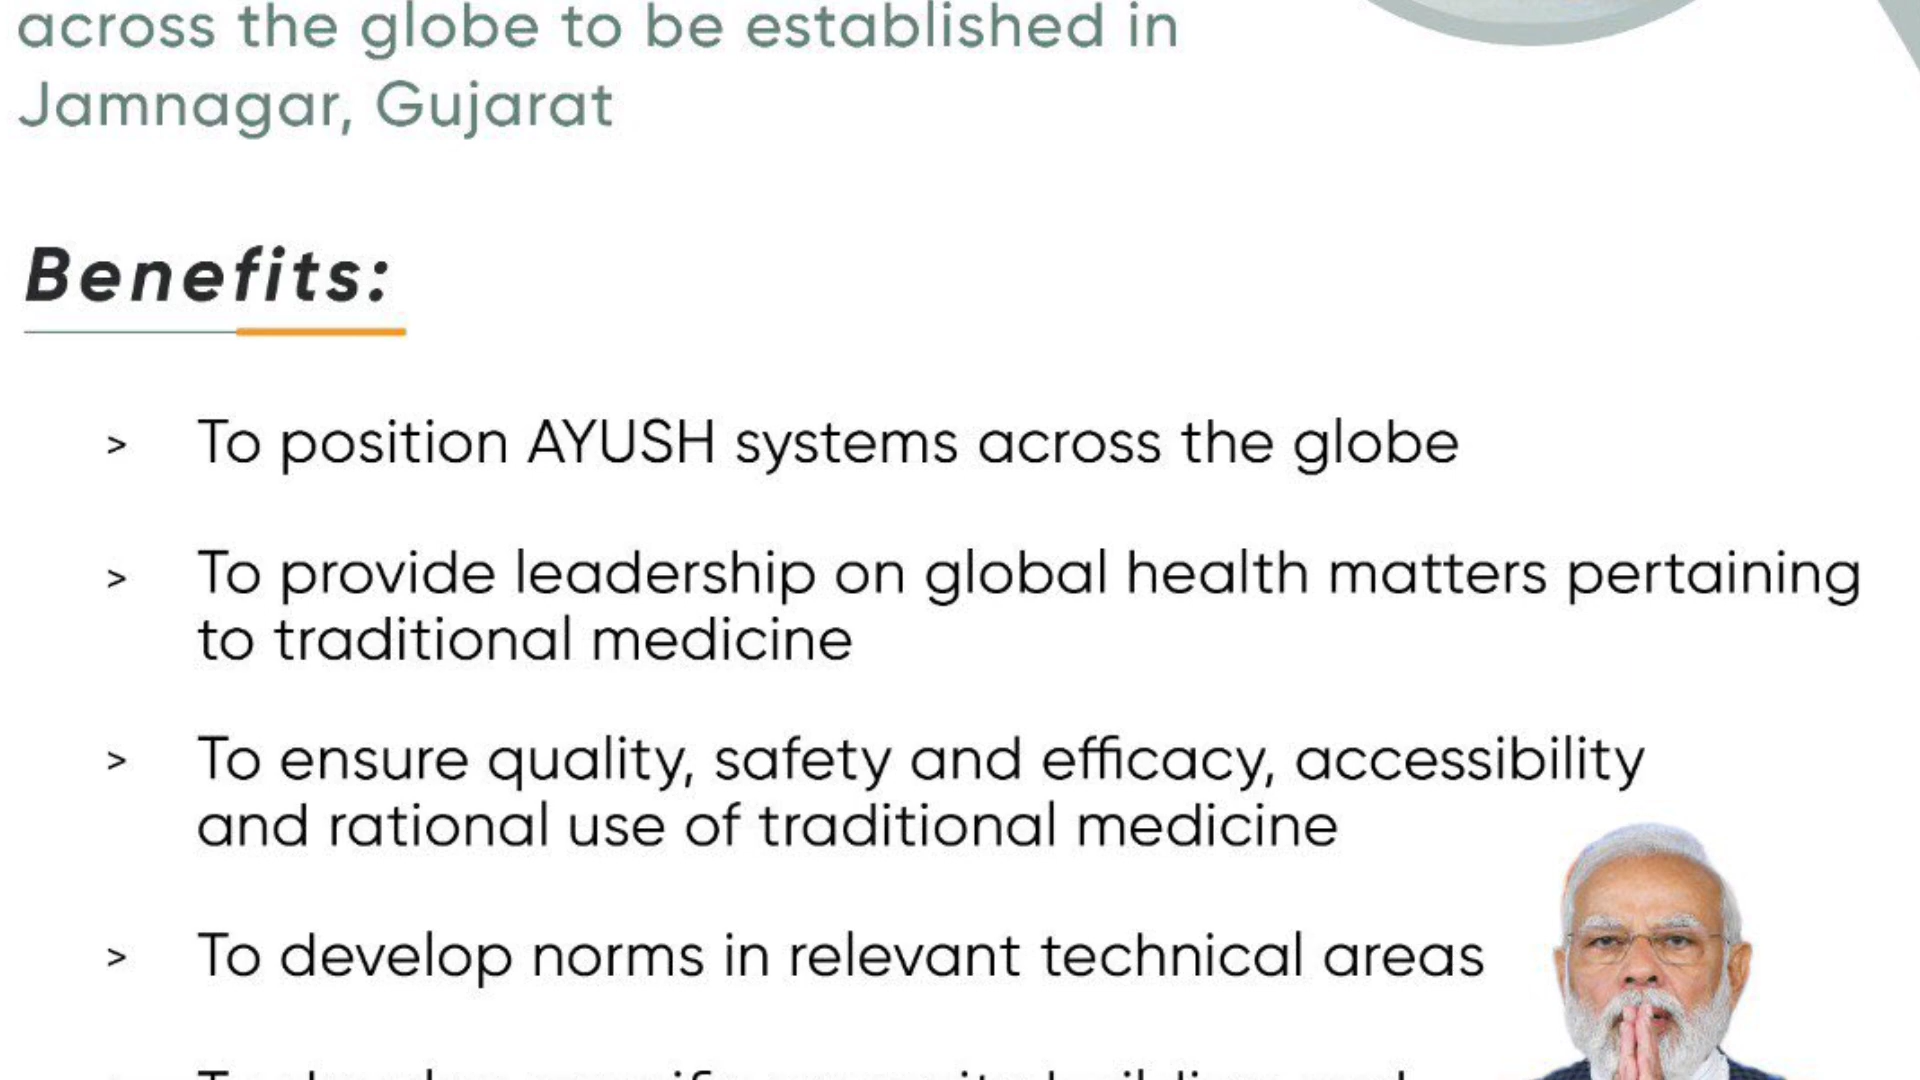 across the globe to be established in
Jamnagar, Gujarat
Benefits:
> To position AYUSH systems across the globe
> To provide leadership on global health matters pertaining
to traditional medicine
> To ensure quality, safety and efficacy, accessibility
and rational use of traditional medicine
> To develop norms in relevant technical areas